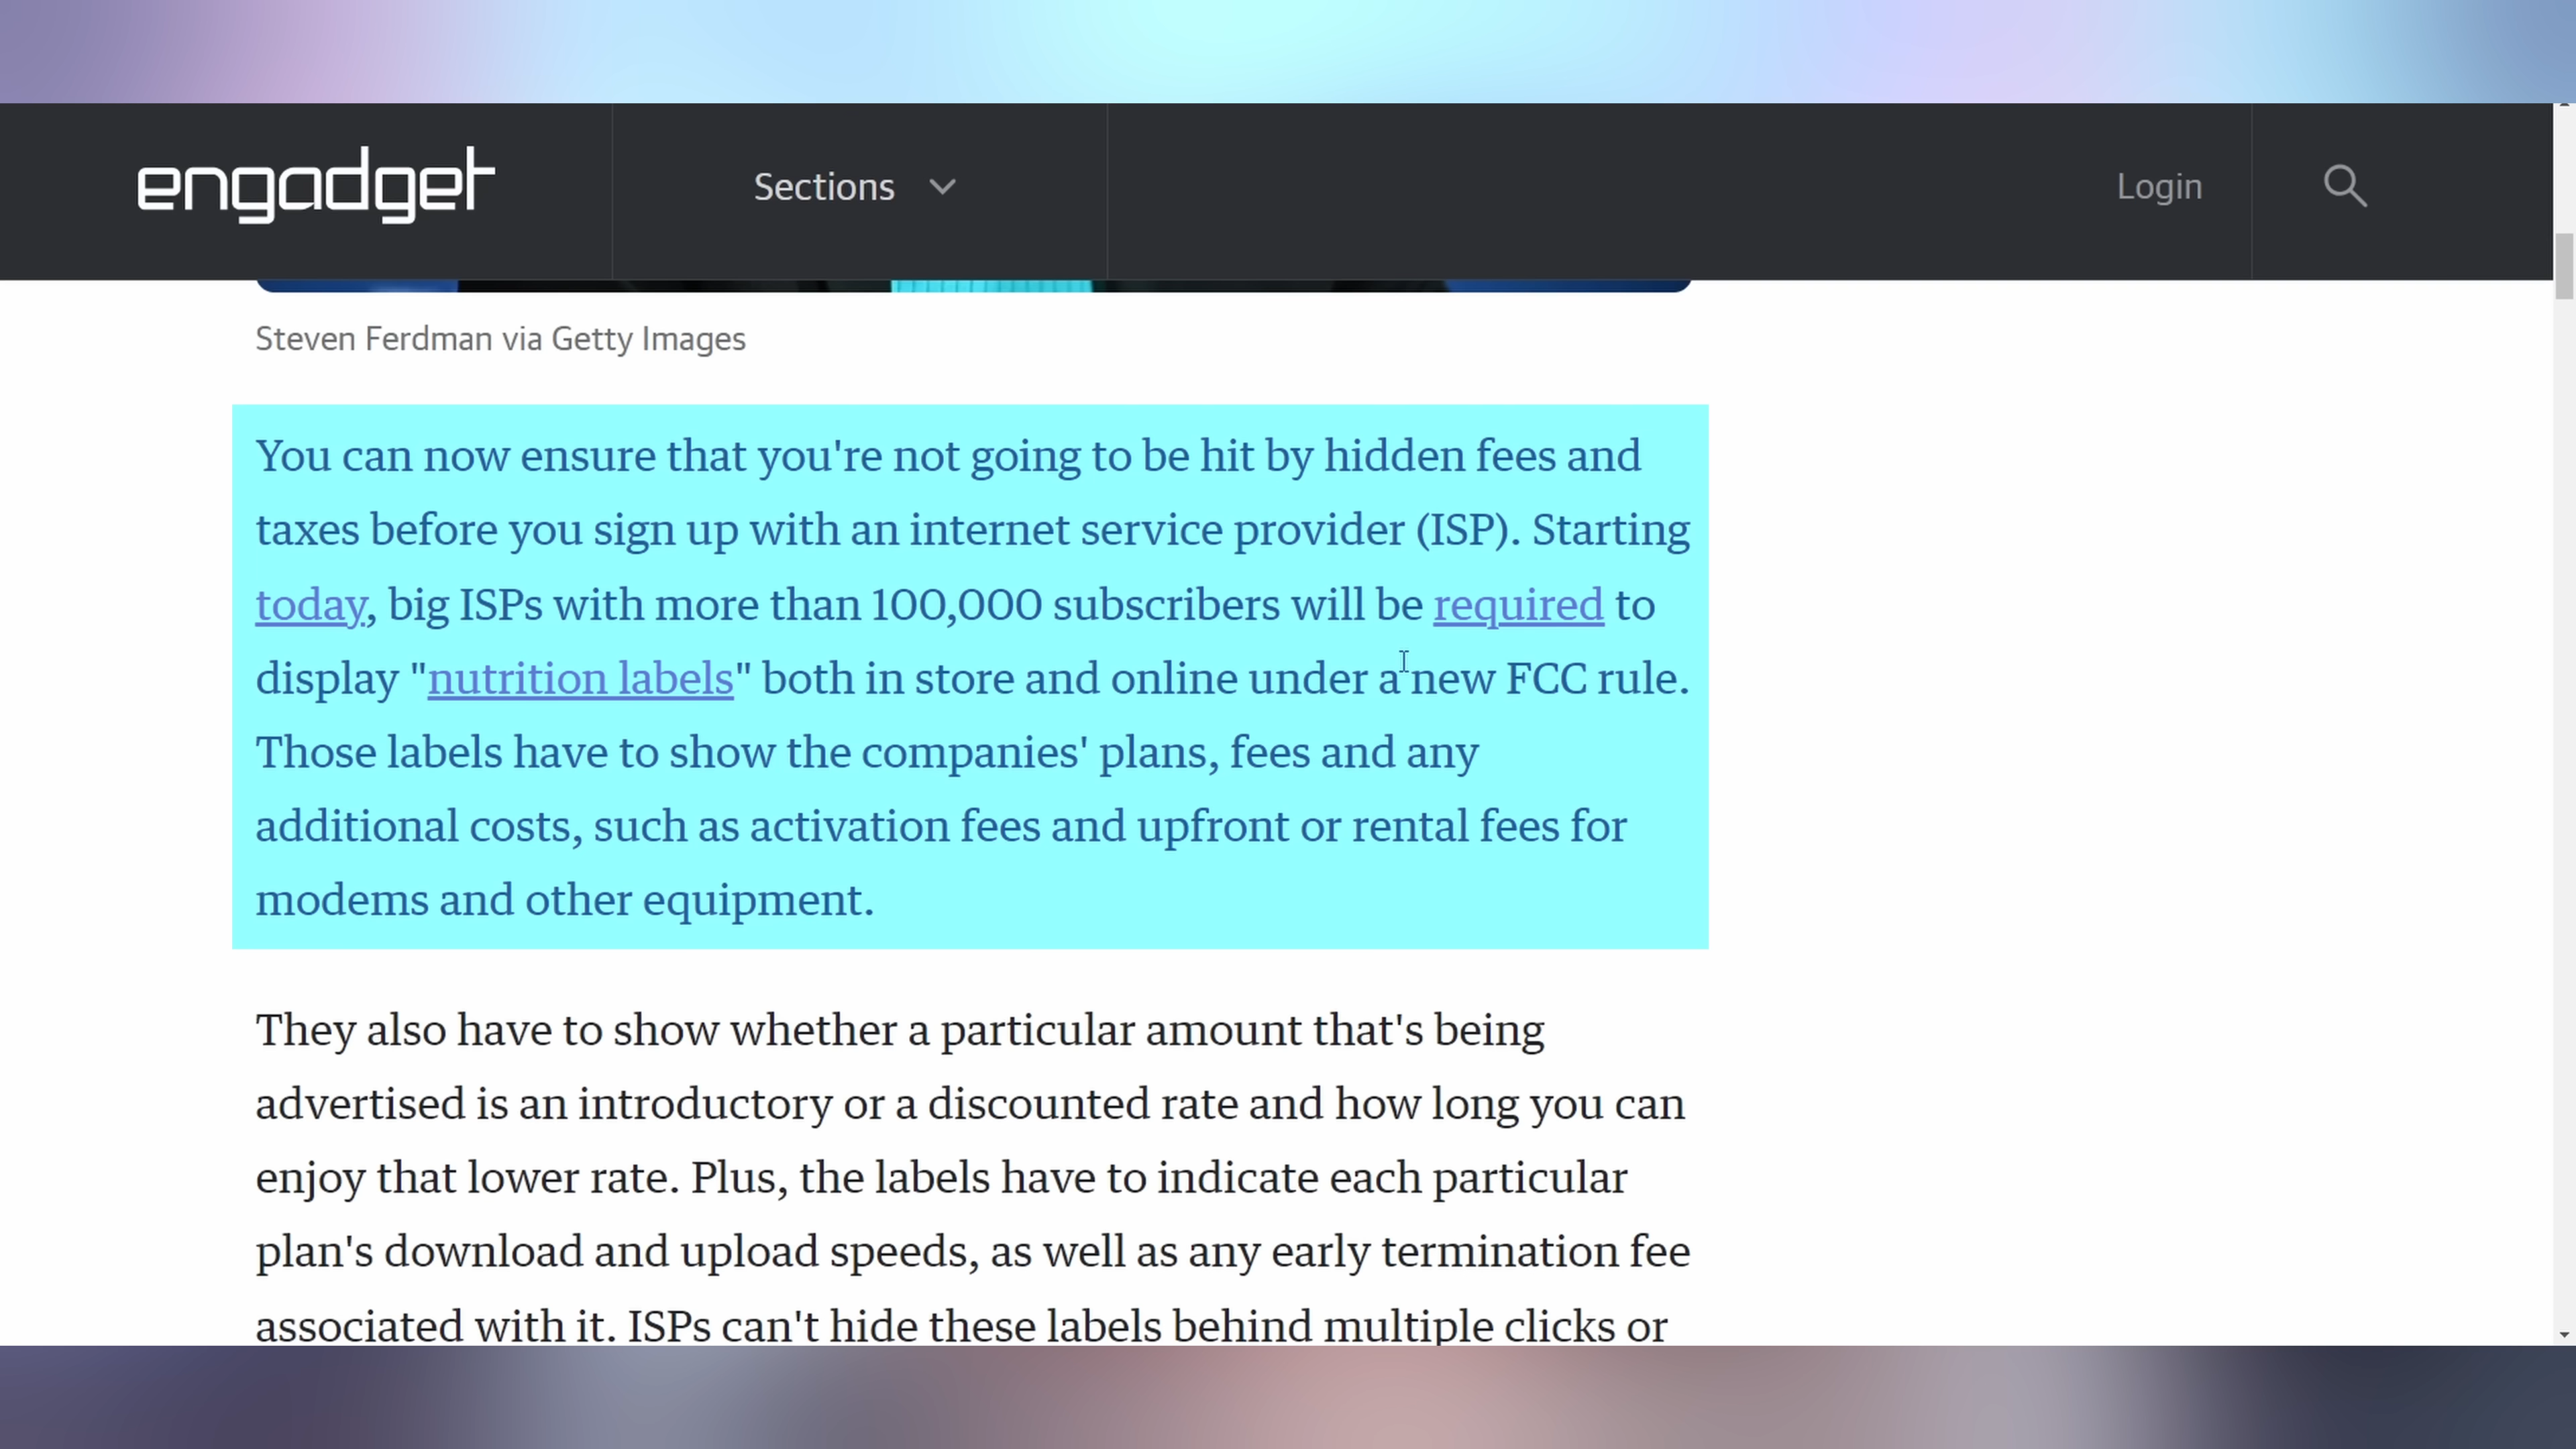 engadget
Sections
Login
Steven Ferdman via Getty Images
You can now ensure that you're not going to be hit by hidden fees and
taxes before you sign up with an internet service provider (ISP). Starting
today, big ISPs with more than 100,000 subscribers will be required to
display "nutrition labels" both in store and online under a new FCC rule.
Those labels have to show the companies' plans, fees and any
additional costs, such as activation fees and upfront or rental fees for
modems and other equipment.
They also have to show whether a particular amount that's being
advertised is an introductory or a discounted rate and how long you can
enjoy that lower rate. Plus, the labels have to indicate each particular
plan's download and upload speeds, as well as any early termination fee
associated with it. ISPs can't hide these labels behind multiple clicks or